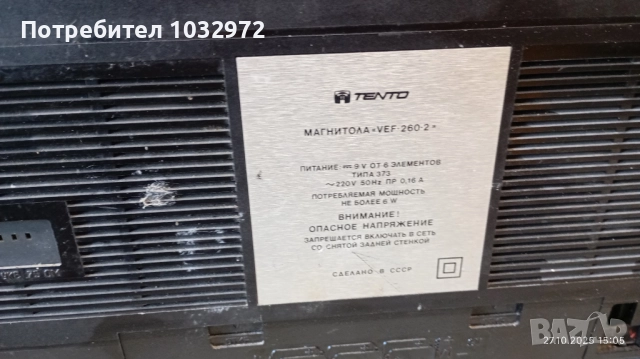 Потребител 1032972
TENTO
МАГНИТОЛА «VEF 260-2»
ПИТАНИЕ ⎓ 9 V ОТ 6 ЭЛЕМЕНТОВ
ТИПА 373
~220V 50Hz ПР 0,16 А
ПОТРЕБЛЯЕМАЯ МОЩНОСТЬ
НЕ БОЛЕЕ 6 W
ВНИМАНИЕ!
ОПАСНОЕ НАПРЯЖЕНИЕ
ЗАПРЕЩАЕТСЯ ВКЛЮЧАТЬ В СЕТЬ
СО СНЯТОЙ ЗАДНЕЙ СТЕНКОЙ
СДЕЛАНО В СССР
27.10.2025 15:05
BAZAR